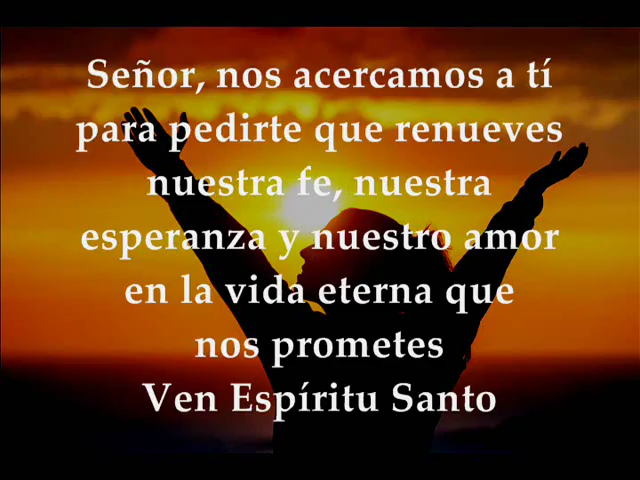 Señor, nos acercamos a tí
para pedirte que renueves
nuestra fe, nuestra
esperanza y nuestro amor
en la vida eterna que
nos prometes
Ven Espíritu Santo